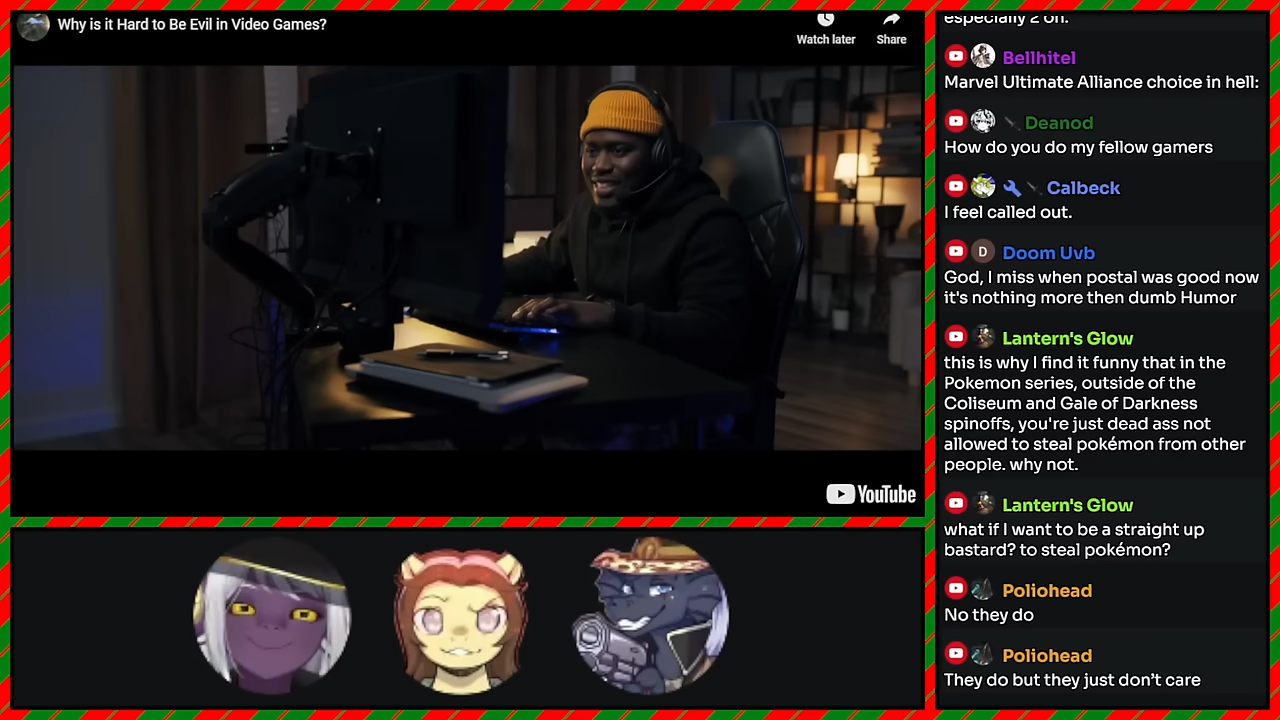 Why is it Hard to Be Evil in Video Games?
Watch later
Share
YouTube
especially 2 on.
Bellhitel
Marvel Ultimate Alliance choice in hell:
Deanod
How do you do my fellow gamers
Calbeck
I feel called out.
D
Doom Uvb
God, I miss when postal was good now
it's nothing more then dumb Humor
Lantern's Glow
this is why I find it funny that in the
Pokemon series, outside of the
Coliseum and Gale of Darkness
spinoffs, you're just dead ass not
allowed to steal pokémon from other
people. why not.
Lantern's Glow
what if I want to be a straight up
bastard? to steal pokémon?
Poliohead
No they do
Poliohead
They do but they just don't care